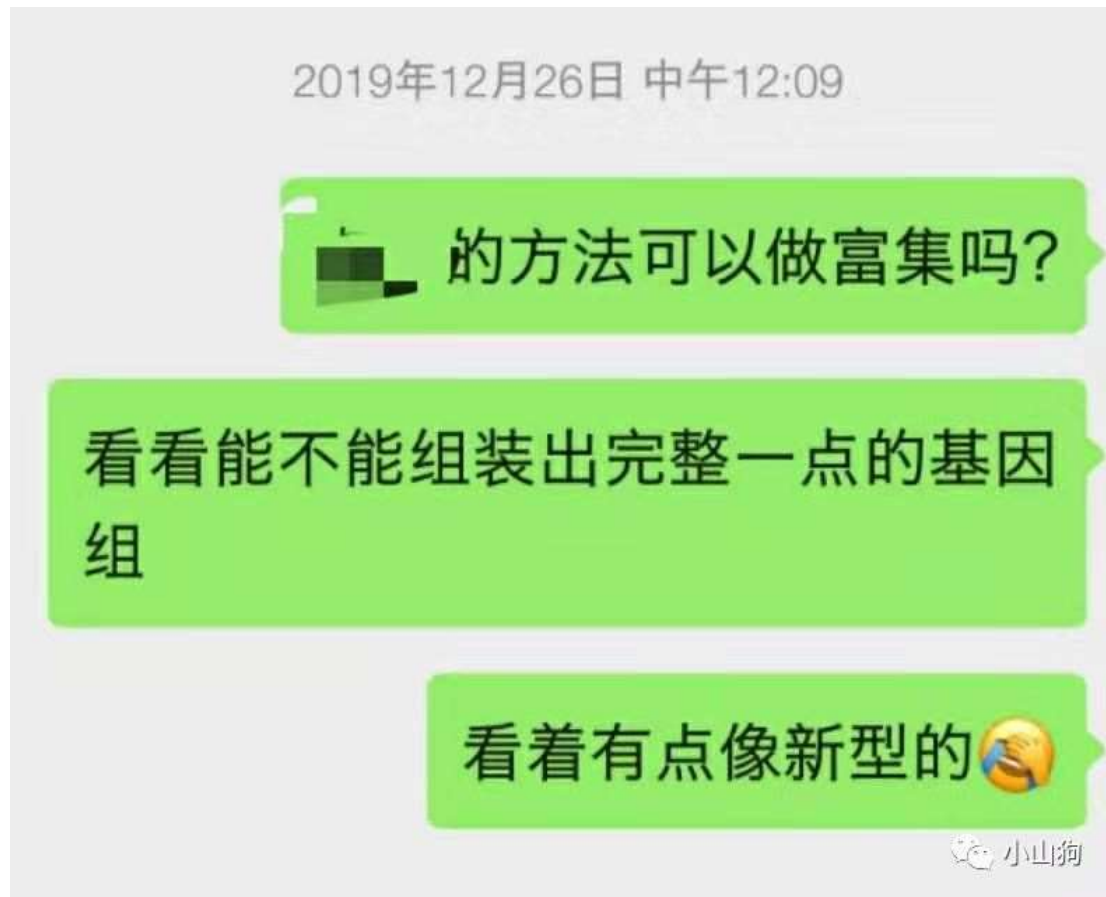 2019年12月26日 中午12:09
的方法可以做富集吗?
看看能不能组装出完整一点的基因
组
看着有点像新型的🤦
小山狗